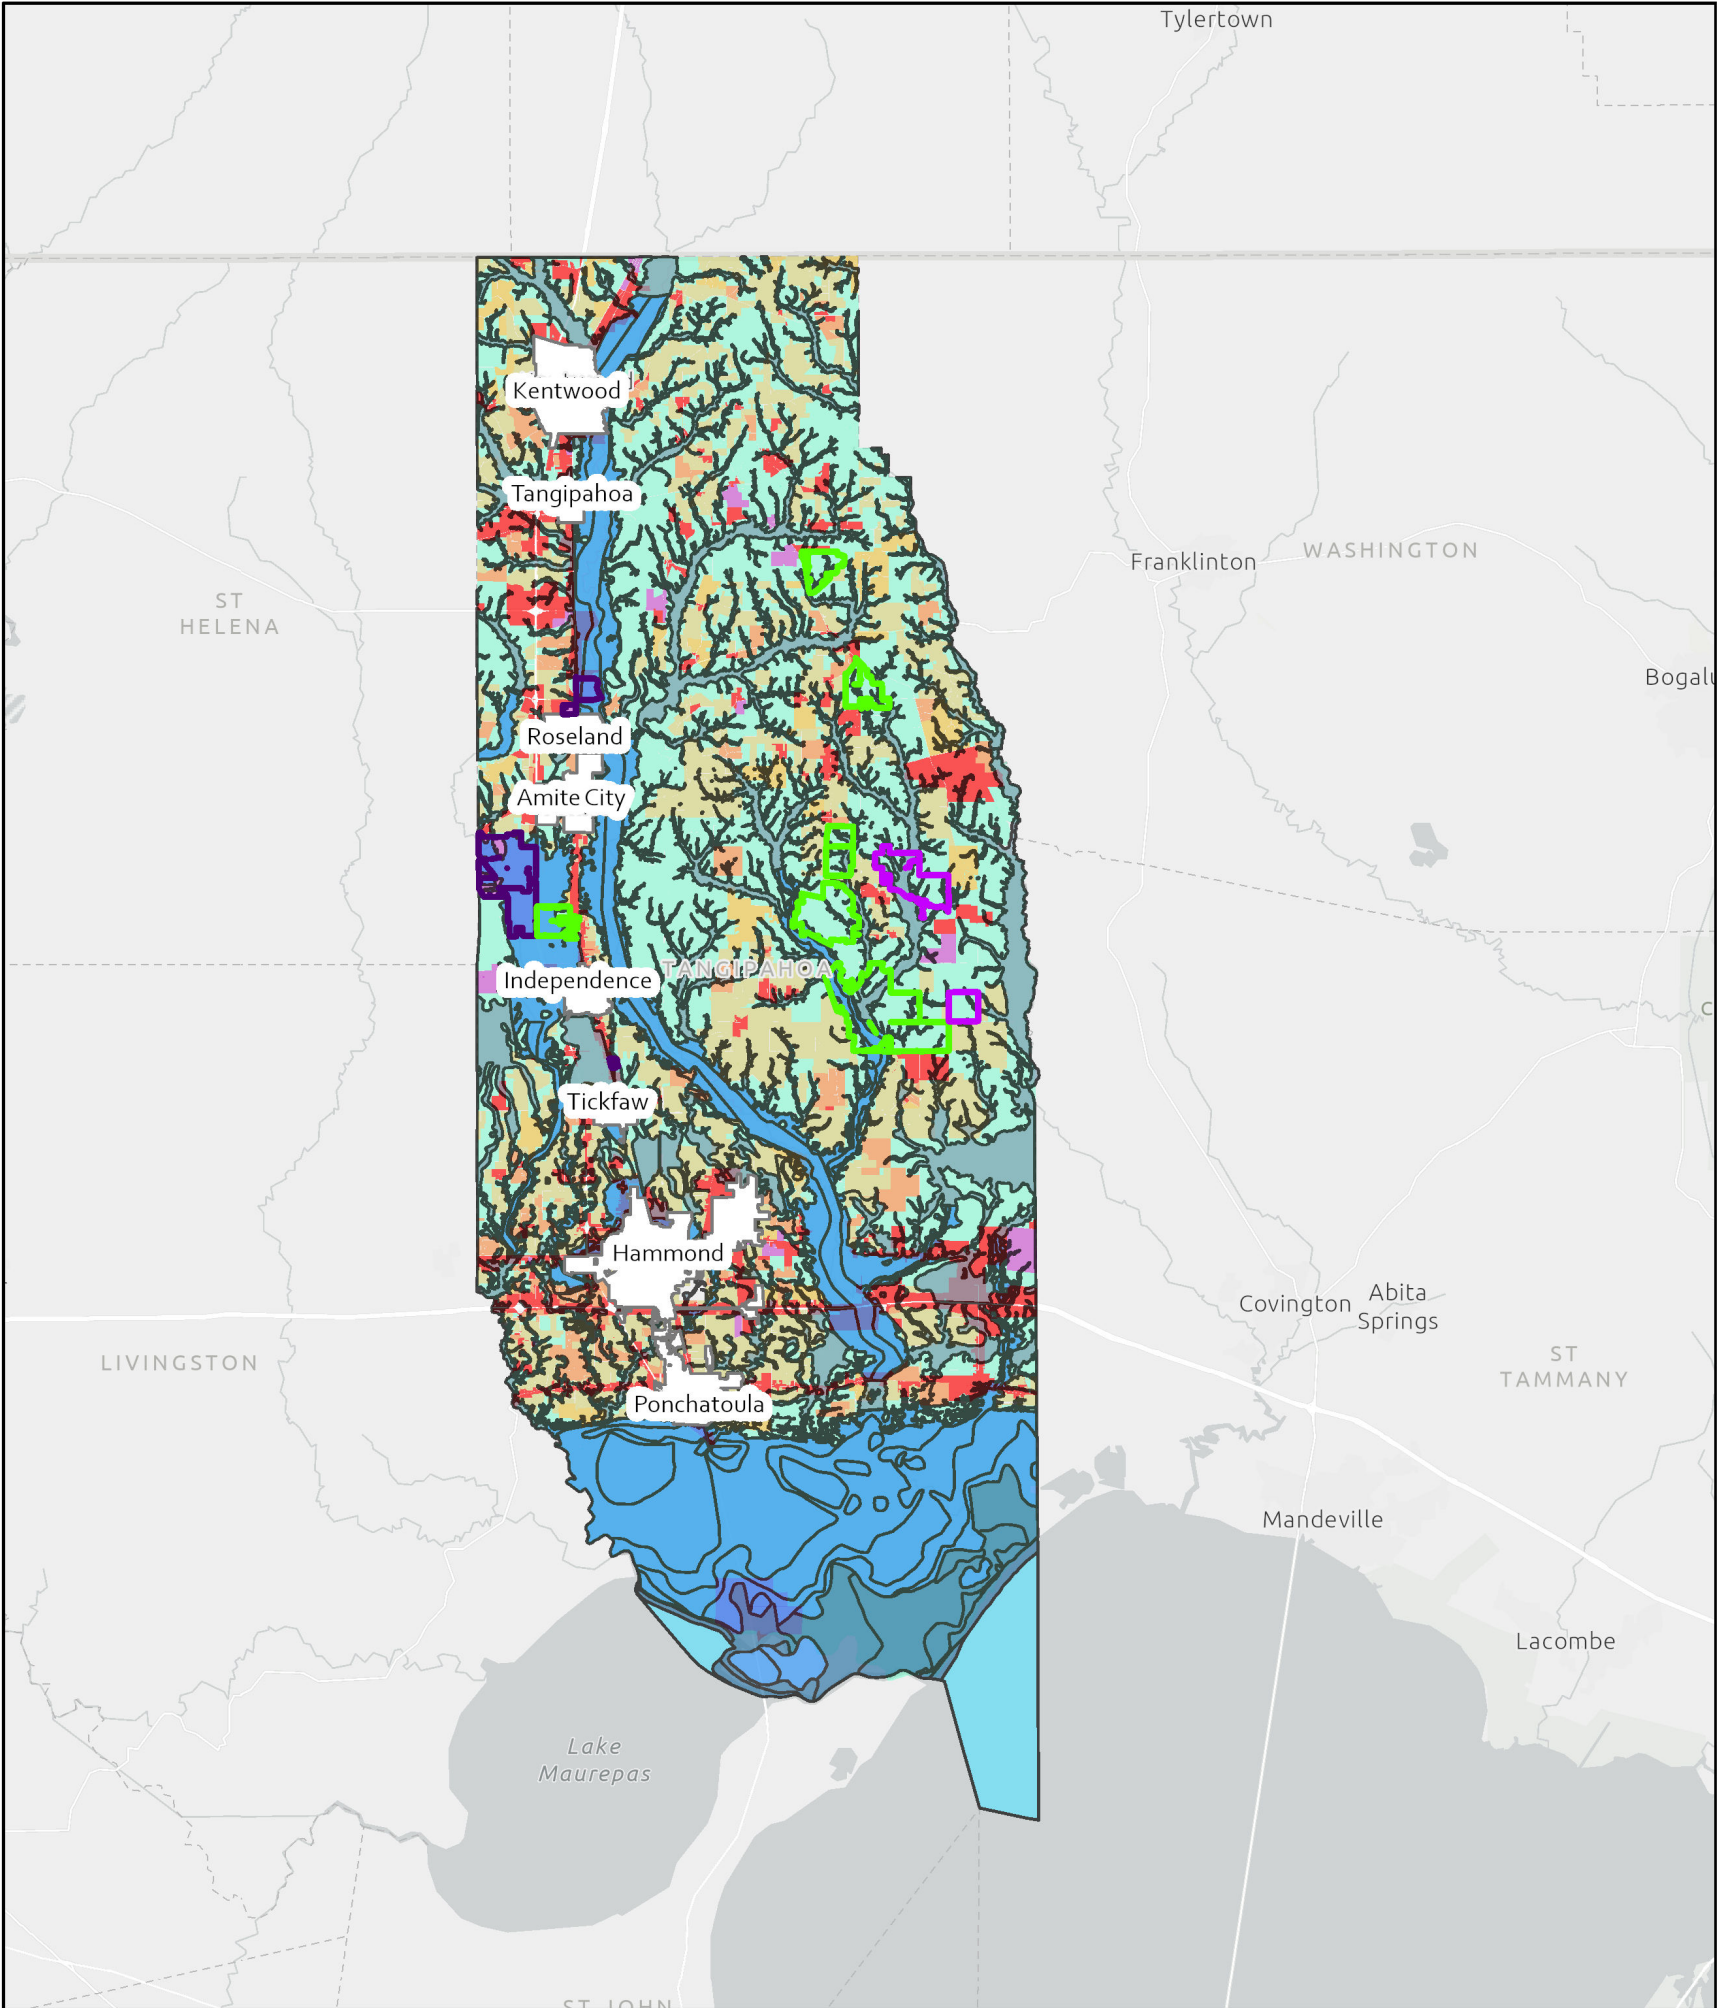 Tylertown
Kentwood
Tangipahoa
Franklinton
WASHINGTON
ST
HELENA
Roseland
Amite City
Independence
TANGIPAHOA
Tickfaw
Hammond
Covington
Abita
Springs
LIVINGSTON
ST
TAMMANY
Ponchatoula
Mandeville
Lacombe
Lake
Maurepas
ST JOHN